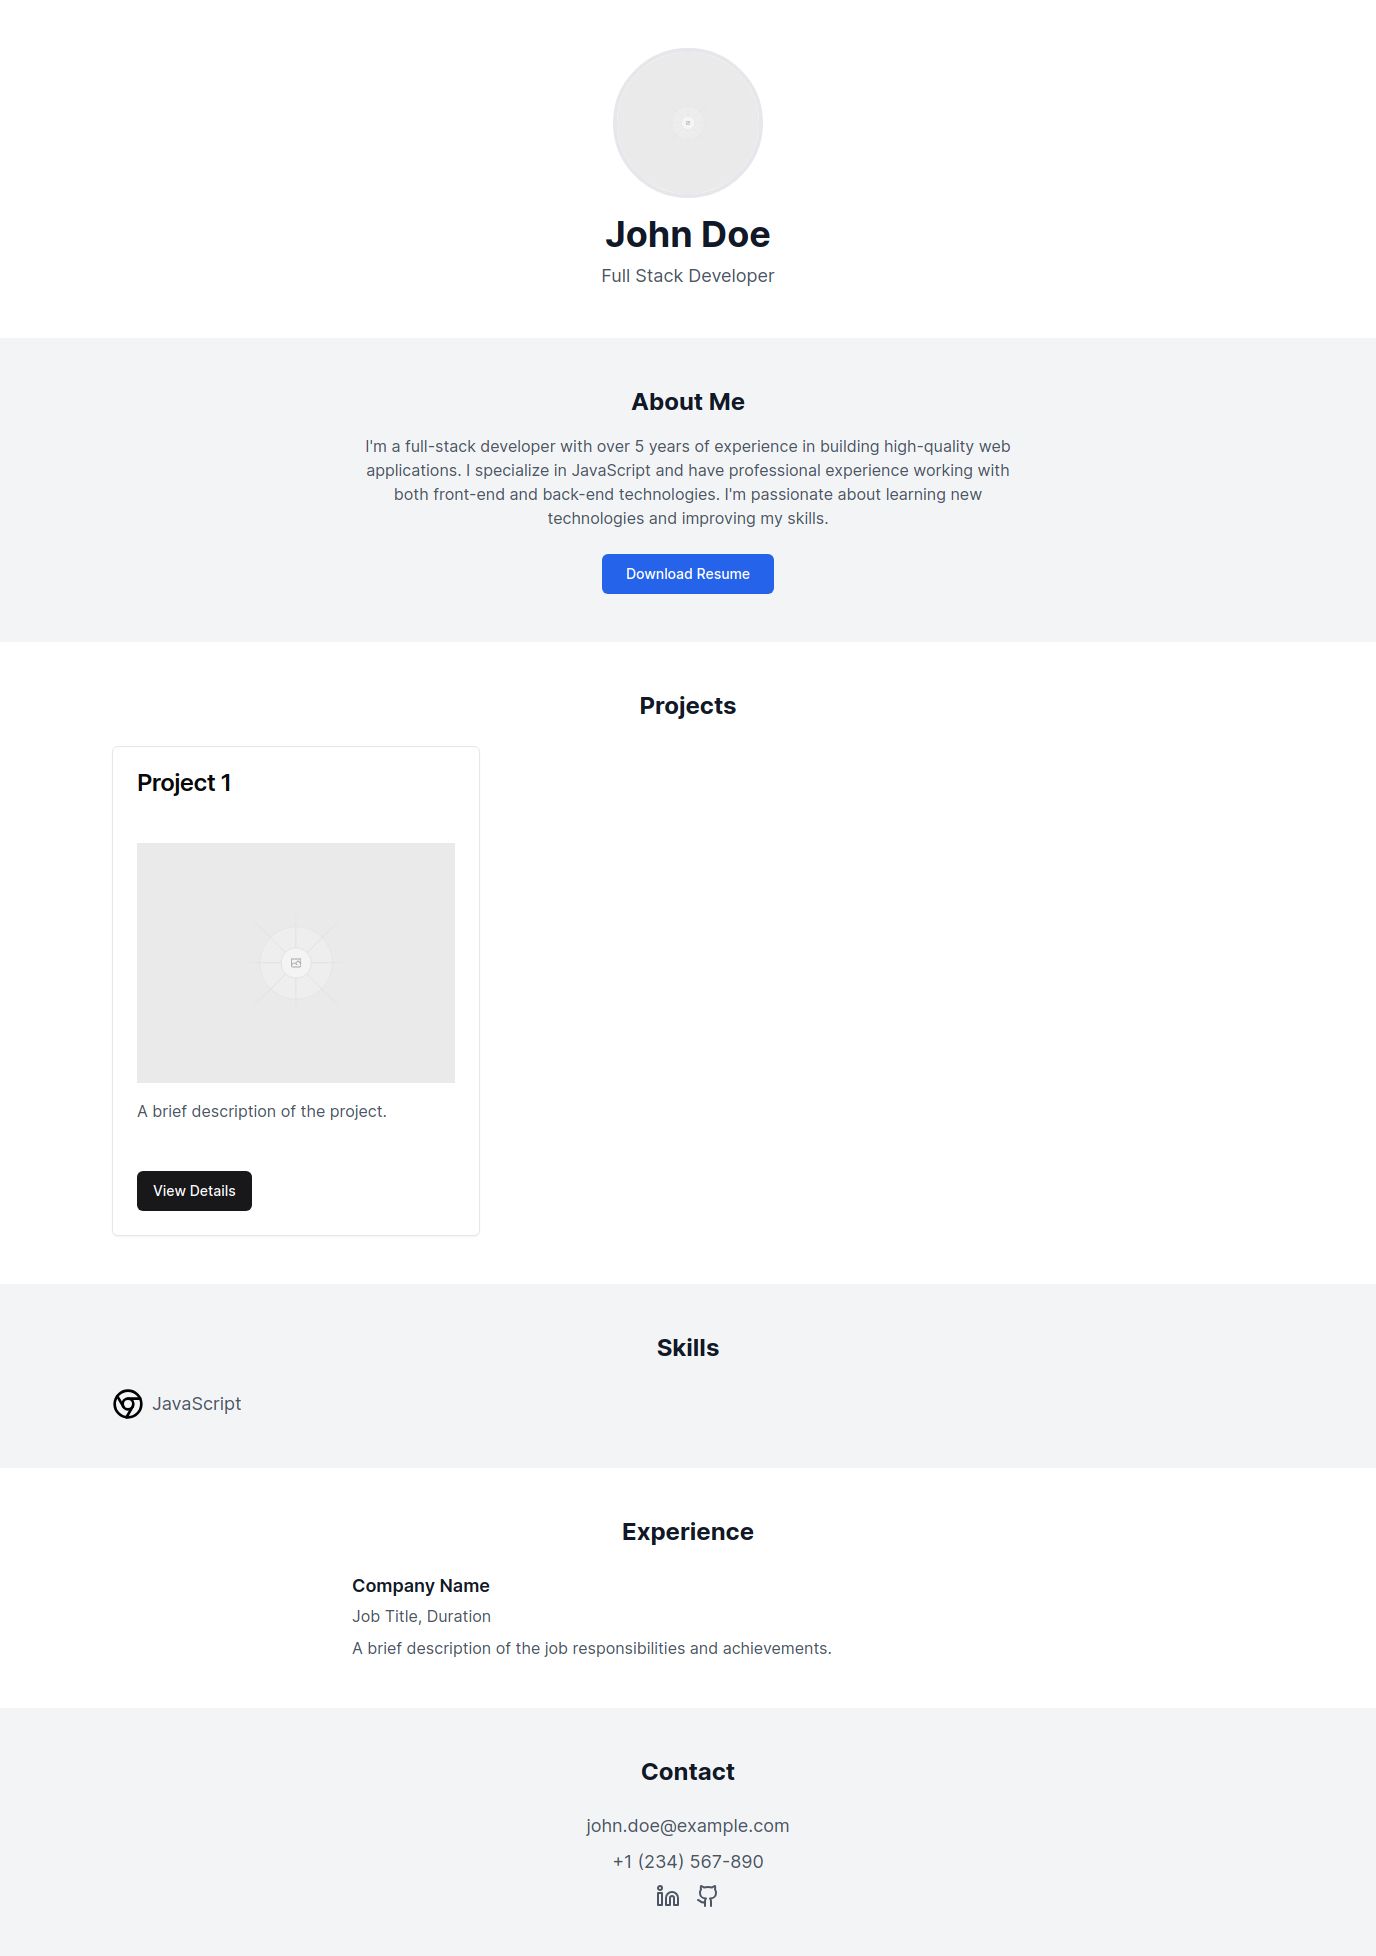 John Doe
Full Stack Developer
About Me
I'm a full-stack developer with over 5 years of experience in building high-quality web
applications. I specialize in JavaScript and have professional experience working with
both front-end and back-end technologies. I'm passionate about learning new
technologies and improving my skills.
Download Resume
Projects
Project 1
A brief description of the project.
View Details
Skills
JavaScript
Experience
Company Name
Job Title, Duration
A brief description of the job responsibilities and achievements.
Contact
john.doe@example.com
+1 (234) 567-890